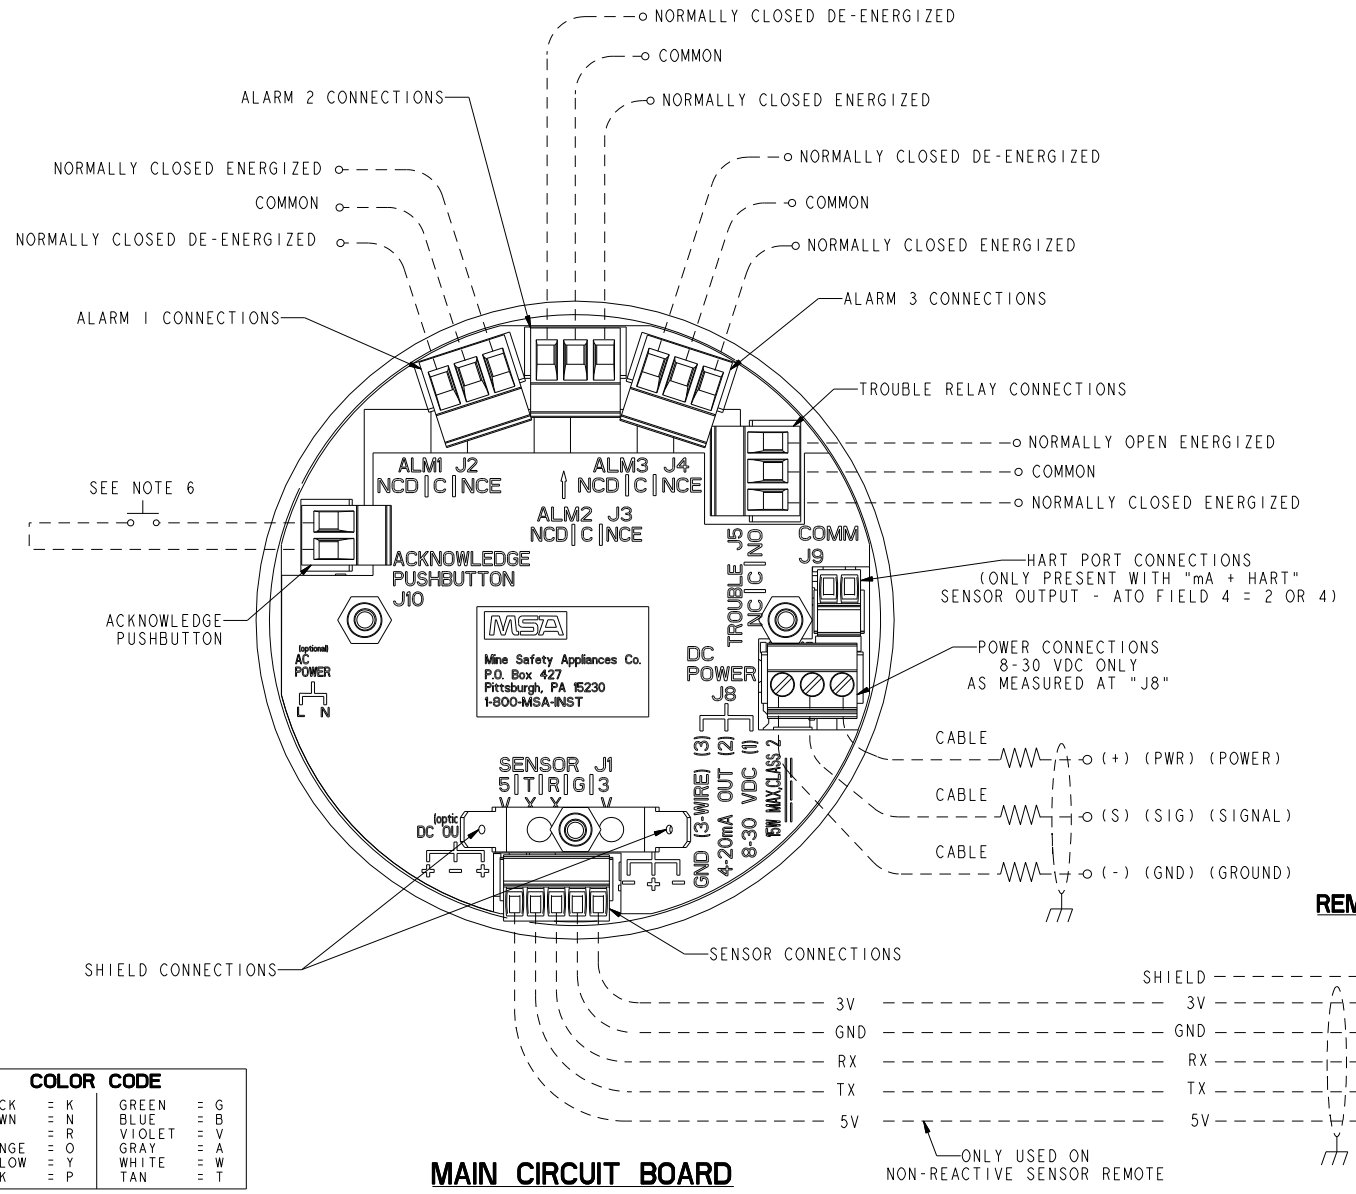 NORMALLY CLOSED DE-ENERGIZED
COMMON
ALARM 2 CONNECTIONS
NORMALLY CLOSED ENERGIZED
NORMALLY CLOSED DE-ENERGIZED
NORMALLY CLOSED ENERGIZED
COMMON
COMMON
NORMALLY CLOSED DE-ENERGIZED
NORMALLY CLOSED ENERGIZED
ALARM 3 CONNECTIONS
ALARM 1 CONNECTIONS
TROUBLE RELAY CONNECTIONS
NORMALLY OPEN ENERGIZED
COMMON
NORMALLY CLOSED ENERGIZED
ALM1 J2
NCD|C|NCE
ALM3 J4
NCD|C|NCE
ALM2 J3
NCD|C|NCE
SEE NOTE 6
ACKNOWLEDGE
PUSHBUTTON
J10
ACKNOWLEDGE
PUSHBUTTON
TROUBLE J5
NC|C|NO
COMM
J9
HART PORT CONNECTIONS
(ONLY PRESENT WITH "mA + HART"
SENSOR OUTPUT - ATO FIELD 4 = 2 OR 4)
MSA
Mine Safety Appliances Co.
P.O. Box 427
Pittsburgh, PA 15230
1-800-MSA-INST
(optional)
AC
POWER
L N
DC
POWER
J8
POWER CONNECTIONS
8-30 VDC ONLY
AS MEASURED AT "J8"
GND (3-WIRE) (3)
4-20mA OUT (2)
8-30 VDC (1)
15W MAX,CLASS 2
CABLE
(+) (PWR) (POWER)
CABLE
(S) (SIG) (SIGNAL)
CABLE
(-) (GND) (GROUND)
SENSOR J1
5|T|R|G|3
V X X V
(optic
DC OU
+ - +
- + -
REM
SHIELD CONNECTIONS
SENSOR CONNECTIONS
SHIELD
3V 3V
GND GND
RX RX
TX TX
5V 5V
ONLY USED ON
NON-REACTIVE SENSOR REMOTE
COLOR CODE
CK = K GREEN = G
WN = N BLUE = B
= R VIOLET = V
NGE = O GRAY = A
LOW = Y WHITE = W
K = P TAN = T
MAIN CIRCUIT BOARD